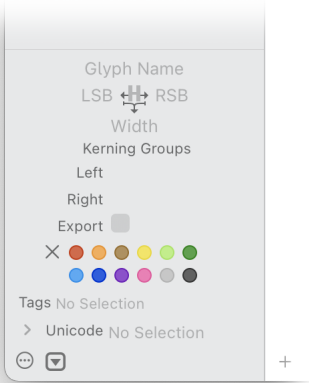 Glyph Name
LSB H RSB
Width
Kerning Groups
Left
Right
Export
Tags No Selection
Unicode No Selection